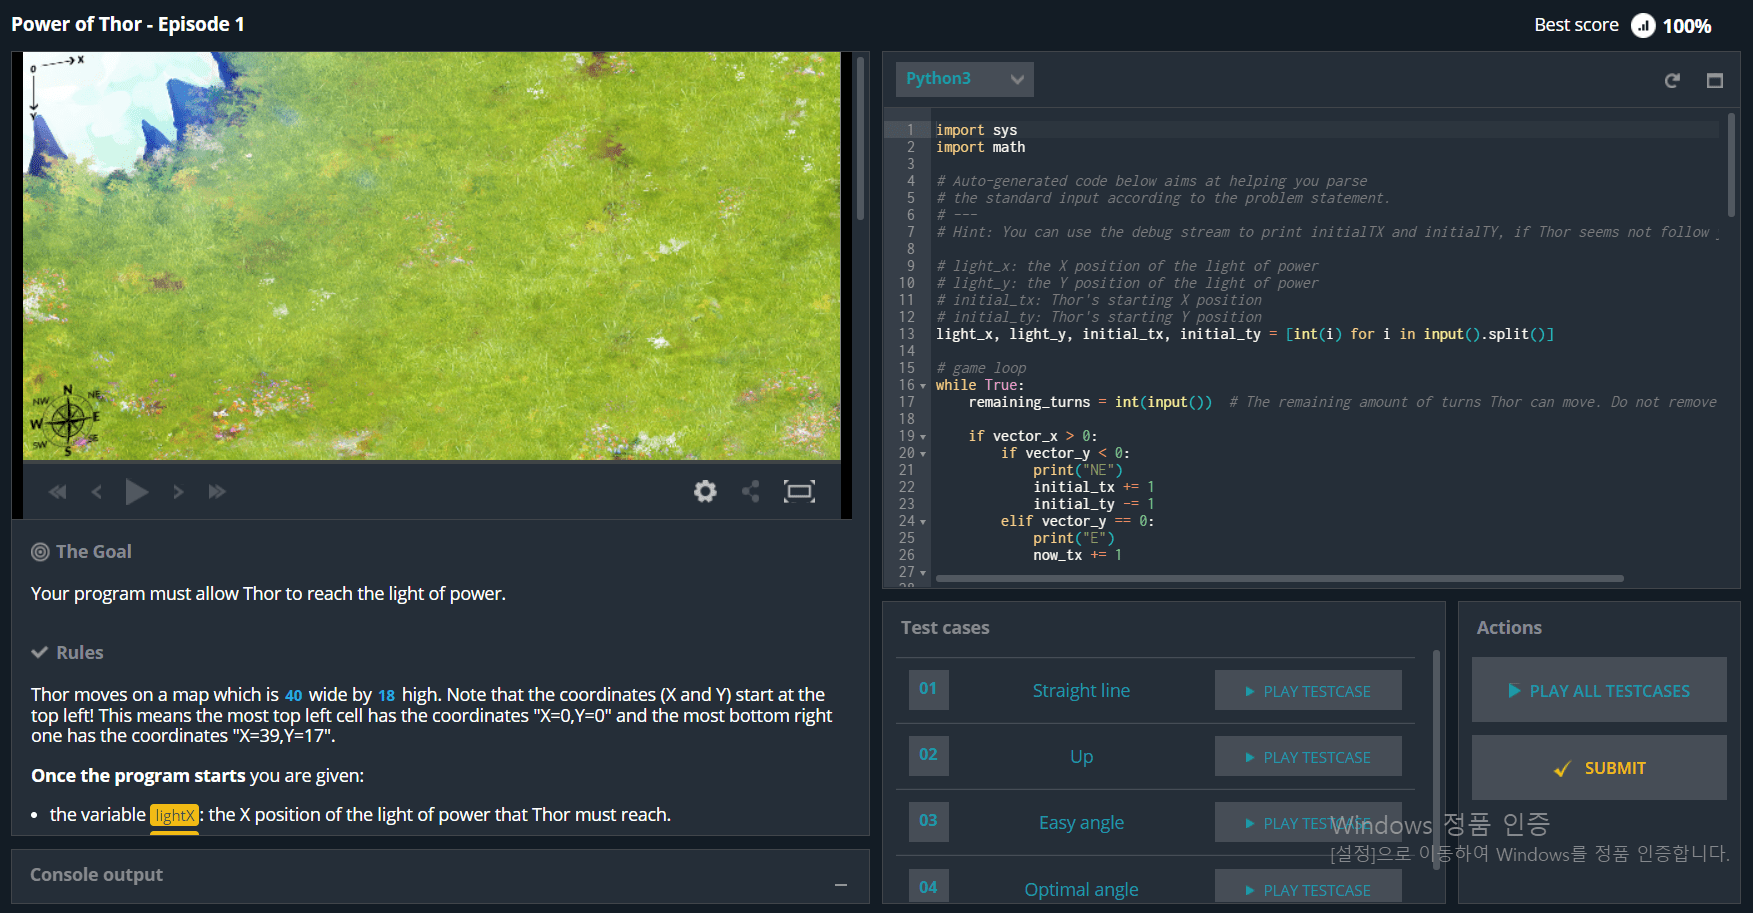 Power of Thor - Episode 1
Best score 100%
0 X
Y
N
NW NE
W E
SW SE
S
The Goal
Your program must allow Thor to reach the light of power.
Rules
Thor moves on a map which is 40 wide by 18 high. Note that the coordinates (X and Y) start at the
top left! This means the most top left cell has the coordinates "X=0,Y=0" and the most bottom right
one has the coordinates "X=39,Y=17".
Once the program starts you are given:
• the variable lightX: the X position of the light of power that Thor must reach.
Console output
Python3
1 import sys
2 import math
3
4 # Auto-generated code below aims at helping you parse
5 # the standard input according to the problem statement.
6 # ---
7 # Hint: You can use the debug stream to print initialTX and initialTY, if Thor seems not follow
8
9 # light_x: the X position of the light of power
10 # light_y: the Y position of the light of power
11 # initial_tx: Thor's starting X position
12 # initial_ty: Thor's starting Y position
13 light_x, light_y, initial_tx, initial_ty = [int(i) for i in input().split()]
14
15 # game loop
16 while True:
17     remaining_turns = int(input())  # The remaining amount of turns Thor can move. Do not remove
18
19     if vector_x > 0:
20         if vector_y < 0:
21             print("NE")
22             initial_tx += 1
23             initial_ty -= 1
24         elif vector_y == 0:
25             print("E")
26             now_tx += 1
27
28
Test cases
01 Straight line PLAY TESTCASE
02 Up PLAY TESTCASE
03 Easy angle PLAY TESTCASE
04 Optimal angle PLAY TESTCASE
Actions
PLAY ALL TESTCASES
SUBMIT
Windows 정품 인증
[설정]으로 이동하여 Windows를 정품 인증합니다.